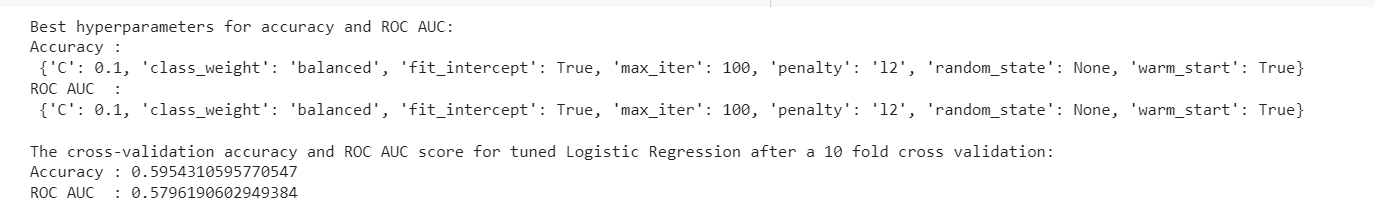 Best hyperparameters for accuracy and ROC AUC:
Accuracy :
 {'C': 0.1, 'class_weight': 'balanced', 'fit_intercept': True, 'max_iter': 100, 'penalty': 'l2', 'random_state': None, 'warm_start': True}
ROC AUC  :
 {'C': 0.1, 'class_weight': 'balanced', 'fit_intercept': True, 'max_iter': 100, 'penalty': 'l2', 'random_state': None, 'warm_start': True}
The cross-validation accuracy and ROC AUC score for tuned Logistic Regression after a 10 fold cross validation:
Accuracy : 0.5954310595770547
ROC AUC  : 0.5796190602949384